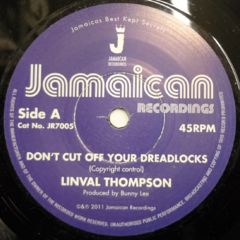 Jamaicas Best Kept Secret
J
JAMAICAN
RECORDINGS
Jamaican
RECORDINGS
Side A
Cat No. JR7005
45RPM
DON'T CUT OFF YOUR DREADLOCKS
(Copyright control)
LINVAL THOMPSON
Produced by Bunny Lee
℗&© 2011 Jamaican Recordings